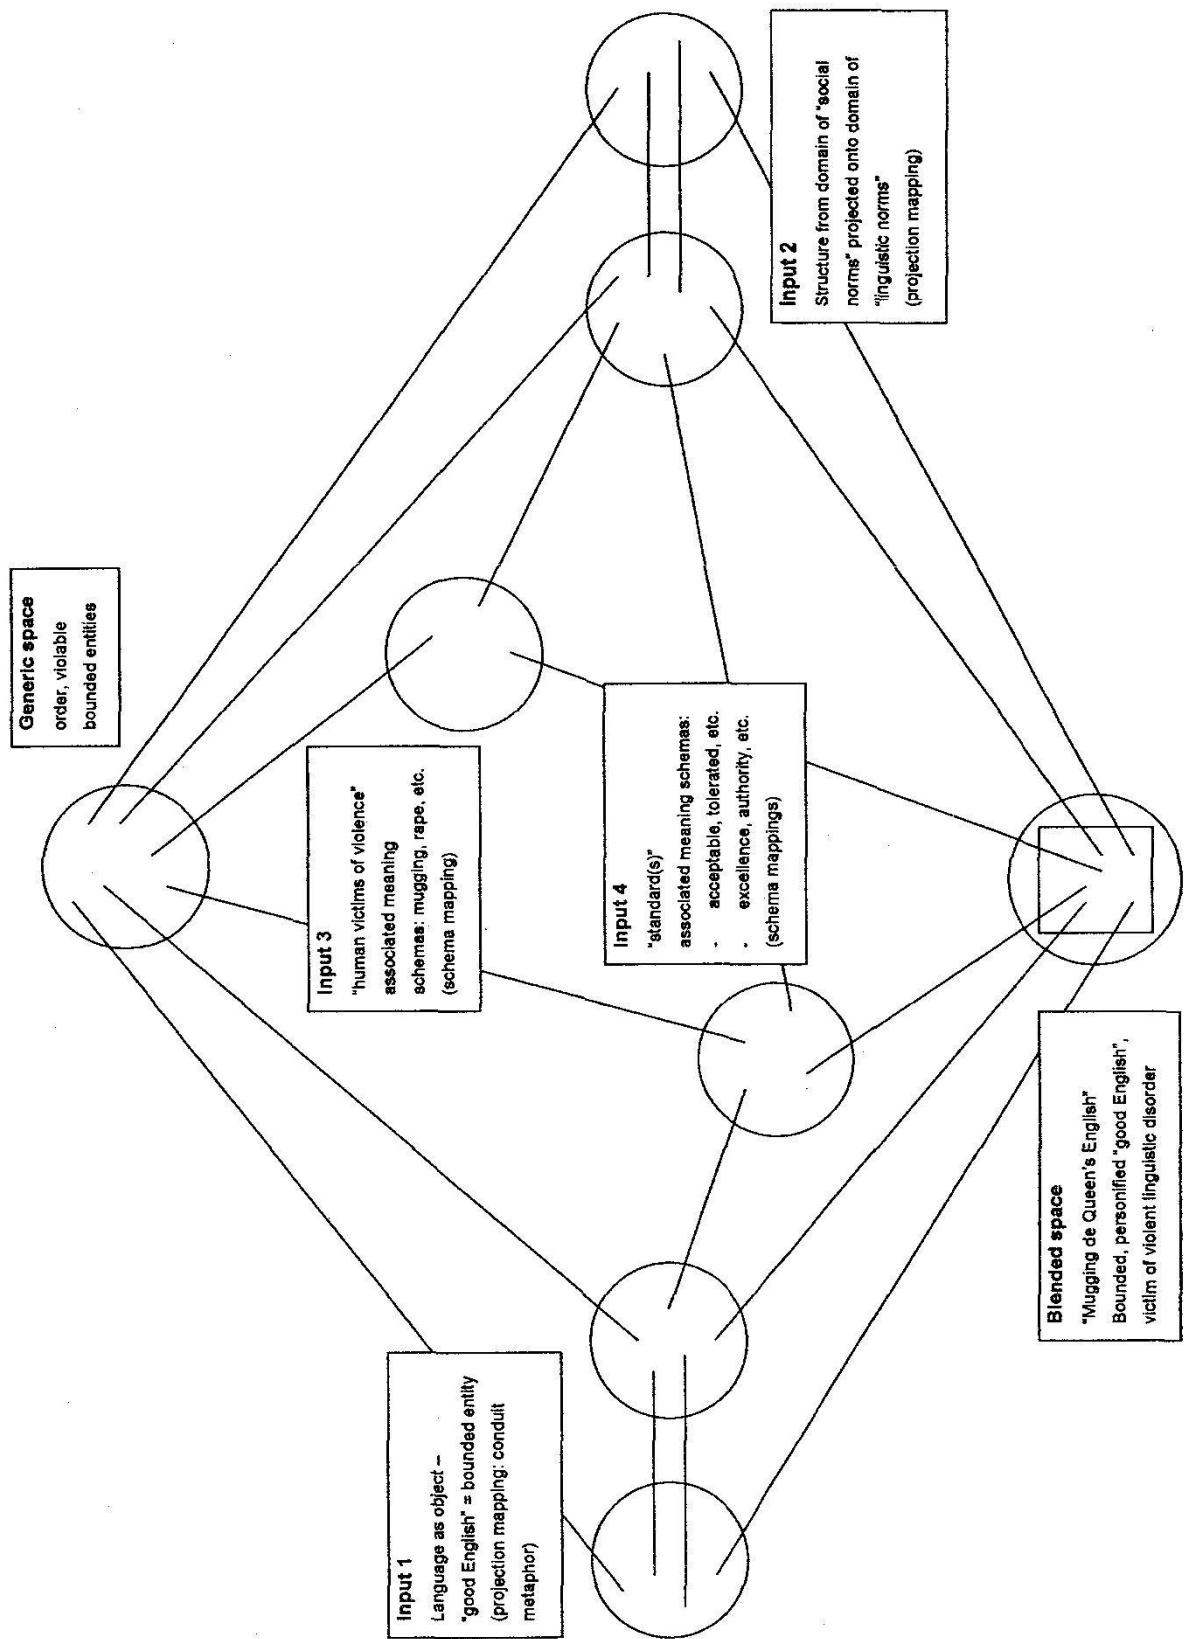 Generic space
order, violable
bounded entities
Input 1
Language as object –
"good English" = bounded entity
(projection mapping: conduit
metaphor)
Input 3
"human victims of violence"
associated meaning
schemas: mugging, rape, etc.
(schema mapping)
Input 4
"standard(s)"
associated meaning schemas:
- acceptable, tolerated, etc.
- excellence, authority, etc.
(schema mappings)
Input 2
Structure from domain of "social
norms" projected onto domain of
"linguistic norms"
(projection mapping)
Blended space
"Mugging de Queen's English"
Bounded, personified "good English",
victim of violent linguistic disorder